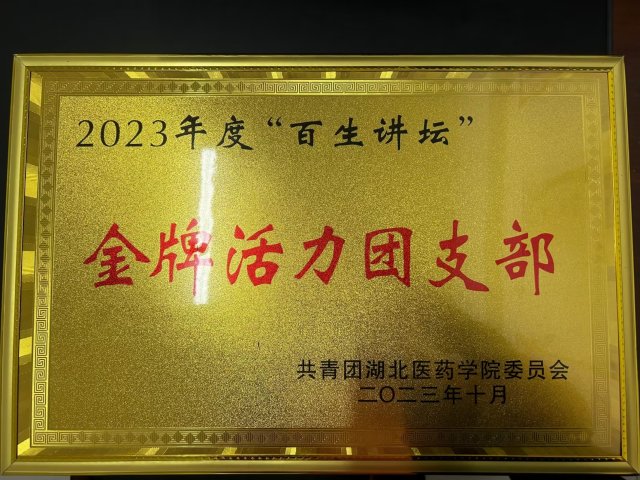 2023年度“百生讲坛”
金牌活力团支部
共青团湖北医药学院委员会
二〇二三年十月